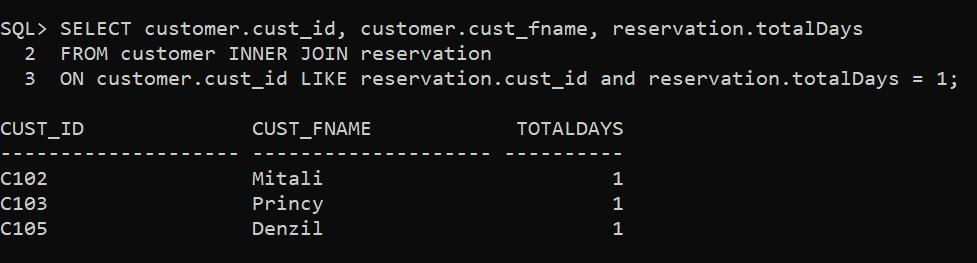 SQL> SELECT customer.cust_id, customer.cust_fname, reservation.totalDays
  2  FROM customer INNER JOIN reservation
  3  ON customer.cust_id LIKE reservation.cust_id and reservation.totalDays = 1;
CUST_ID              CUST_FNAME            TOTALDAYS
-------------------- -------------------- ----------
C102                 Mitali                        1
C103                 Princy                        1
C105                 Denzil                        1